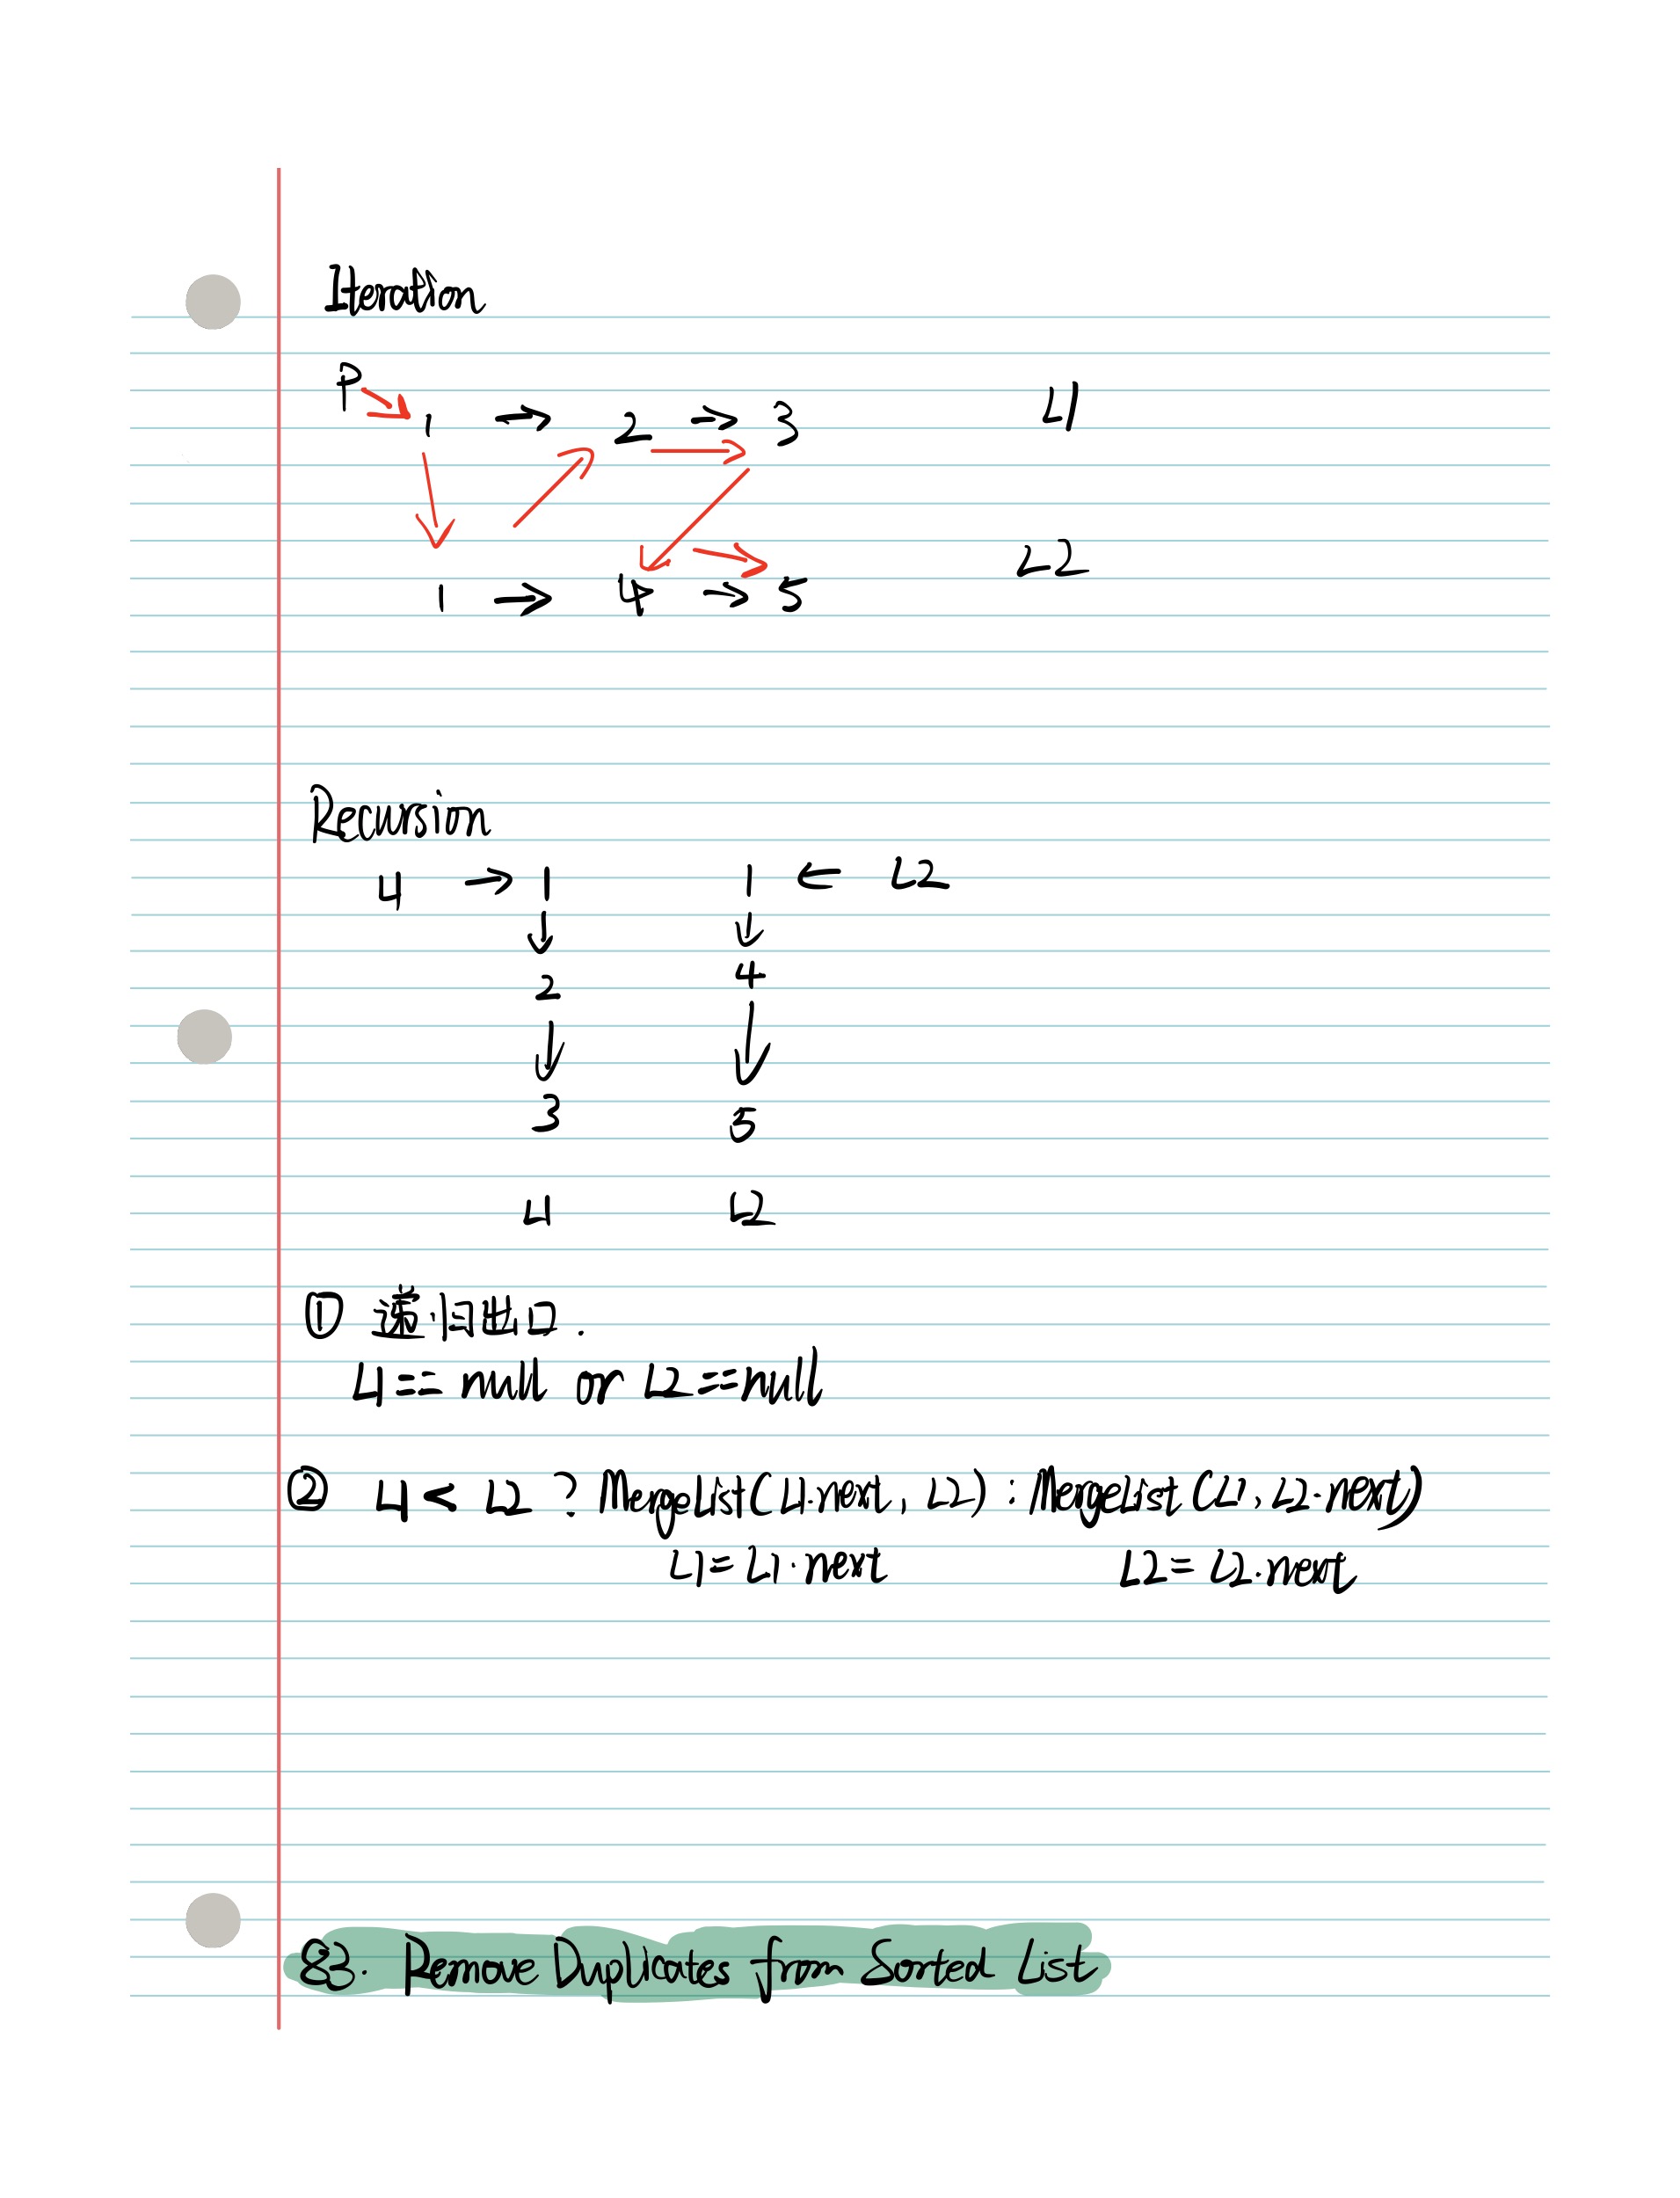 Iteration
P
1 → 2 → 3 L1
1 → 4 → 5 L2
Recursion
L1 → 1 1 ← L2
↓ ↓
2 4
↓ ↓
3 5
L1 L2
① 递归出口.
L1 == null or L2 == null
② L1 < L2 ? MergeList(L1.next, L2) : MergeList(L1, L2.next)
L1 = L1.next L2 = L2.next
83. Remove Duplicates from Sorted List